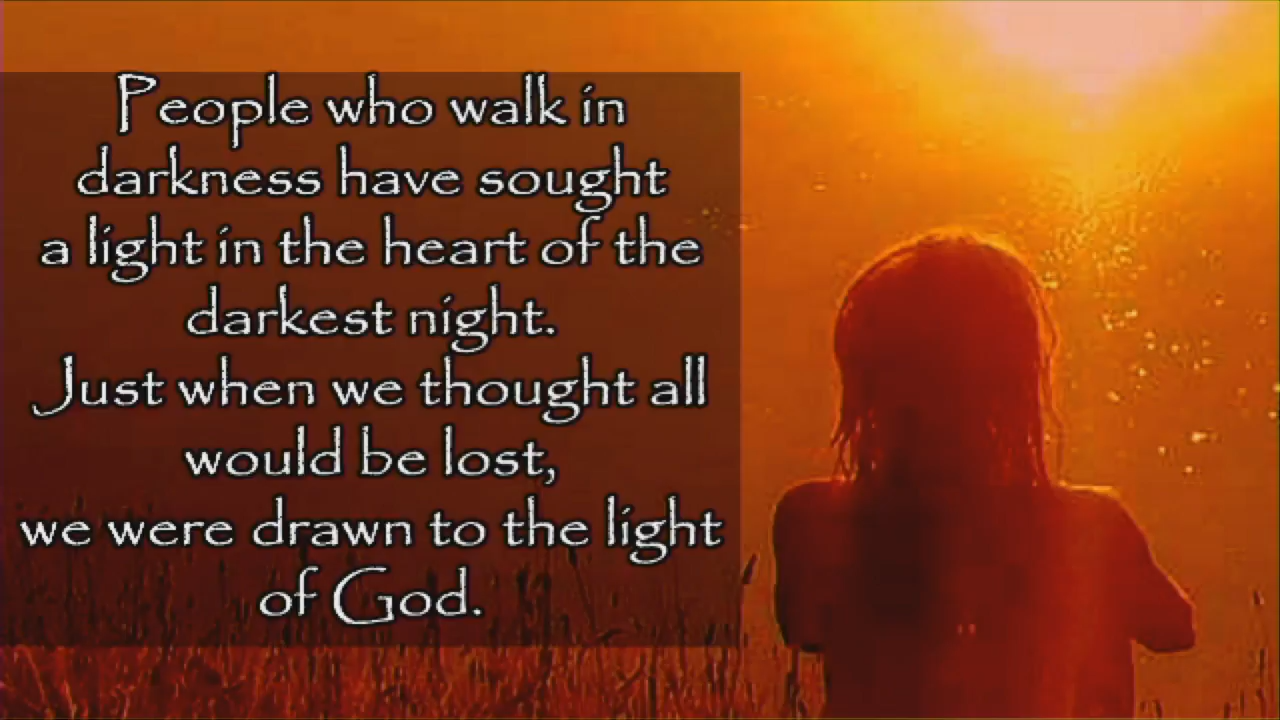 People who walk in
darkness have sought
a light in the heart of the
darkest night.
Just when we thought all
would be lost,
we were drawn to the light
of God.